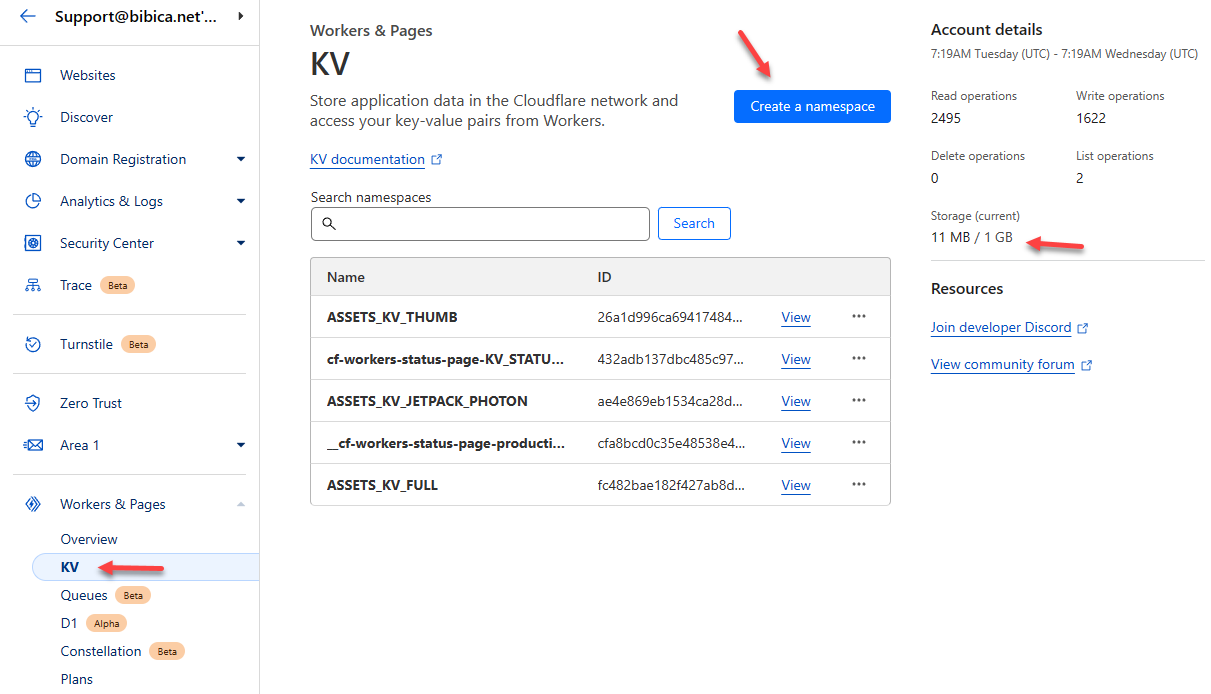 Support@bibica.net'...
Websites
Discover
Domain Registration
Analytics & Logs
Security Center
Trace Beta
Turnstile Beta
Zero Trust
Area 1
Workers & Pages
Overview
KV
Queues Beta
D1 Alpha
Constellation Beta
Plans
Workers & Pages
KV
Store application data in the Cloudflare network and
access your key-value pairs from Workers.
Create a namespace
KV documentation
Search namespaces
Search
Name ID
ASSETS_KV_THUMB 26a1d996ca69417484... View
cf-workers-status-page-KV_STATU... 432adb137dbc485c97... View
ASSETS_KV_JETPACK_PHOTON ae4e869eb1534ca28d... View
__cf-workers-status-page-producti... cfa8bcd0c35e48538e4... View
ASSETS_KV_FULL fc482bae182f427ab8d... View
Account details
7:19AM Tuesday (UTC) - 7:19AM Wednesday (UTC)
Read operations Write operations
2495 1622
Delete operations List operations
0 2
Storage (current)
11 MB / 1 GB
Resources
Join developer Discord
View community forum